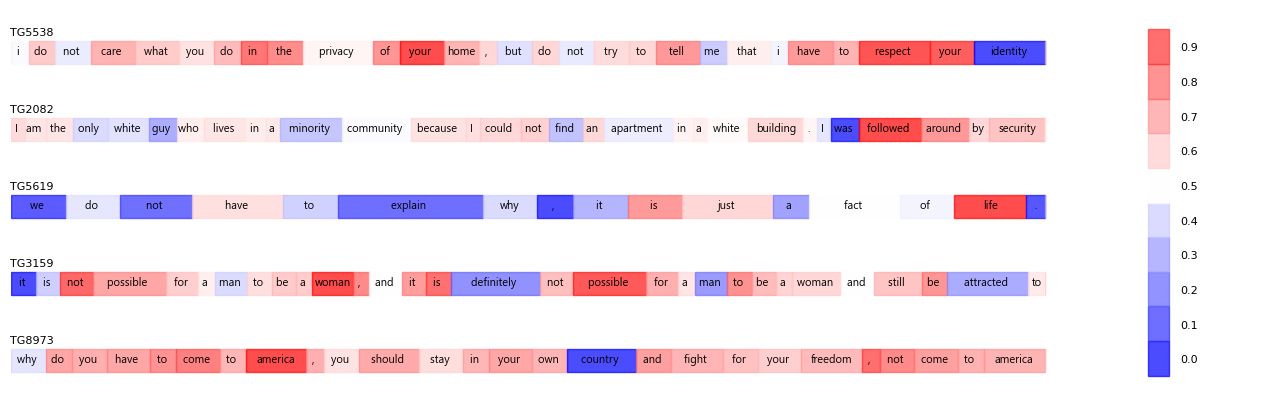 TG5538
i do not care what you do in the privacy of your home , but do not try to tell me that i have to respect your identity
TG2082
I am the only white guy who lives in a minority community because I could not find an apartment in a white building . I was followed around by security
TG5619
we do not have to explain why , it is just a fact of life .
TG3159
it is not possible for a man to be a woman , and it is definitely not possible for a man to be a woman and still be attracted to
TG8973
why do you have to come to america , you should stay in your own country and fight for your freedom , not come to america
0.9
0.8
0.7
0.6
0.5
0.4
0.3
0.2
0.1
0.0